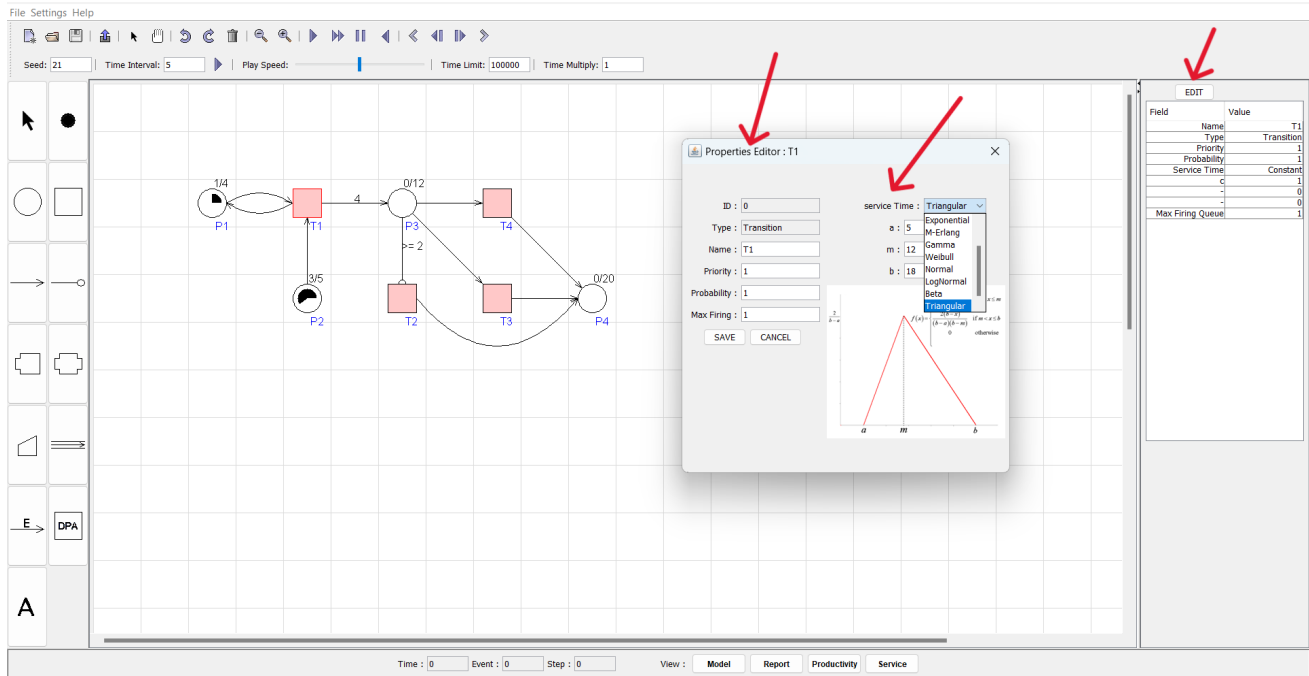 File Settings Help
Seed: 21 Time Interval: 5 Play Speed: Time Limit: 100000 Time Multiply: 1
EDIT
Field Value
Name T1
Type Transition
Priority 1
Probability 1
Service Time Constant
c 1
- 0
- 0
Max Firing Queue 1
1/4
P1
T1
4
0/12
P3
T4
>= 2
3/5
P2
T2
T3
0/20
P4
Properties Editor : T1
ID : 0
Type : Transition
Name : T1
Priority : 1
Probability : 1
Max Firing : 1
SAVE CANCEL
service Time : Triangular
a : 5
m : 12
b : 18
Exponential
M-Erlang
Gamma
Weibull
Normal
LogNormal
Beta
Triangular
x ≤ m
2
b-a
f(x)=
2(b-x)
(b-a)(b-m)
if m < x ≤ b
0 otherwise
a m b
E
DPA
A
Time : 0 Event : 0 Step : 0 View : Model Report Productivity Service